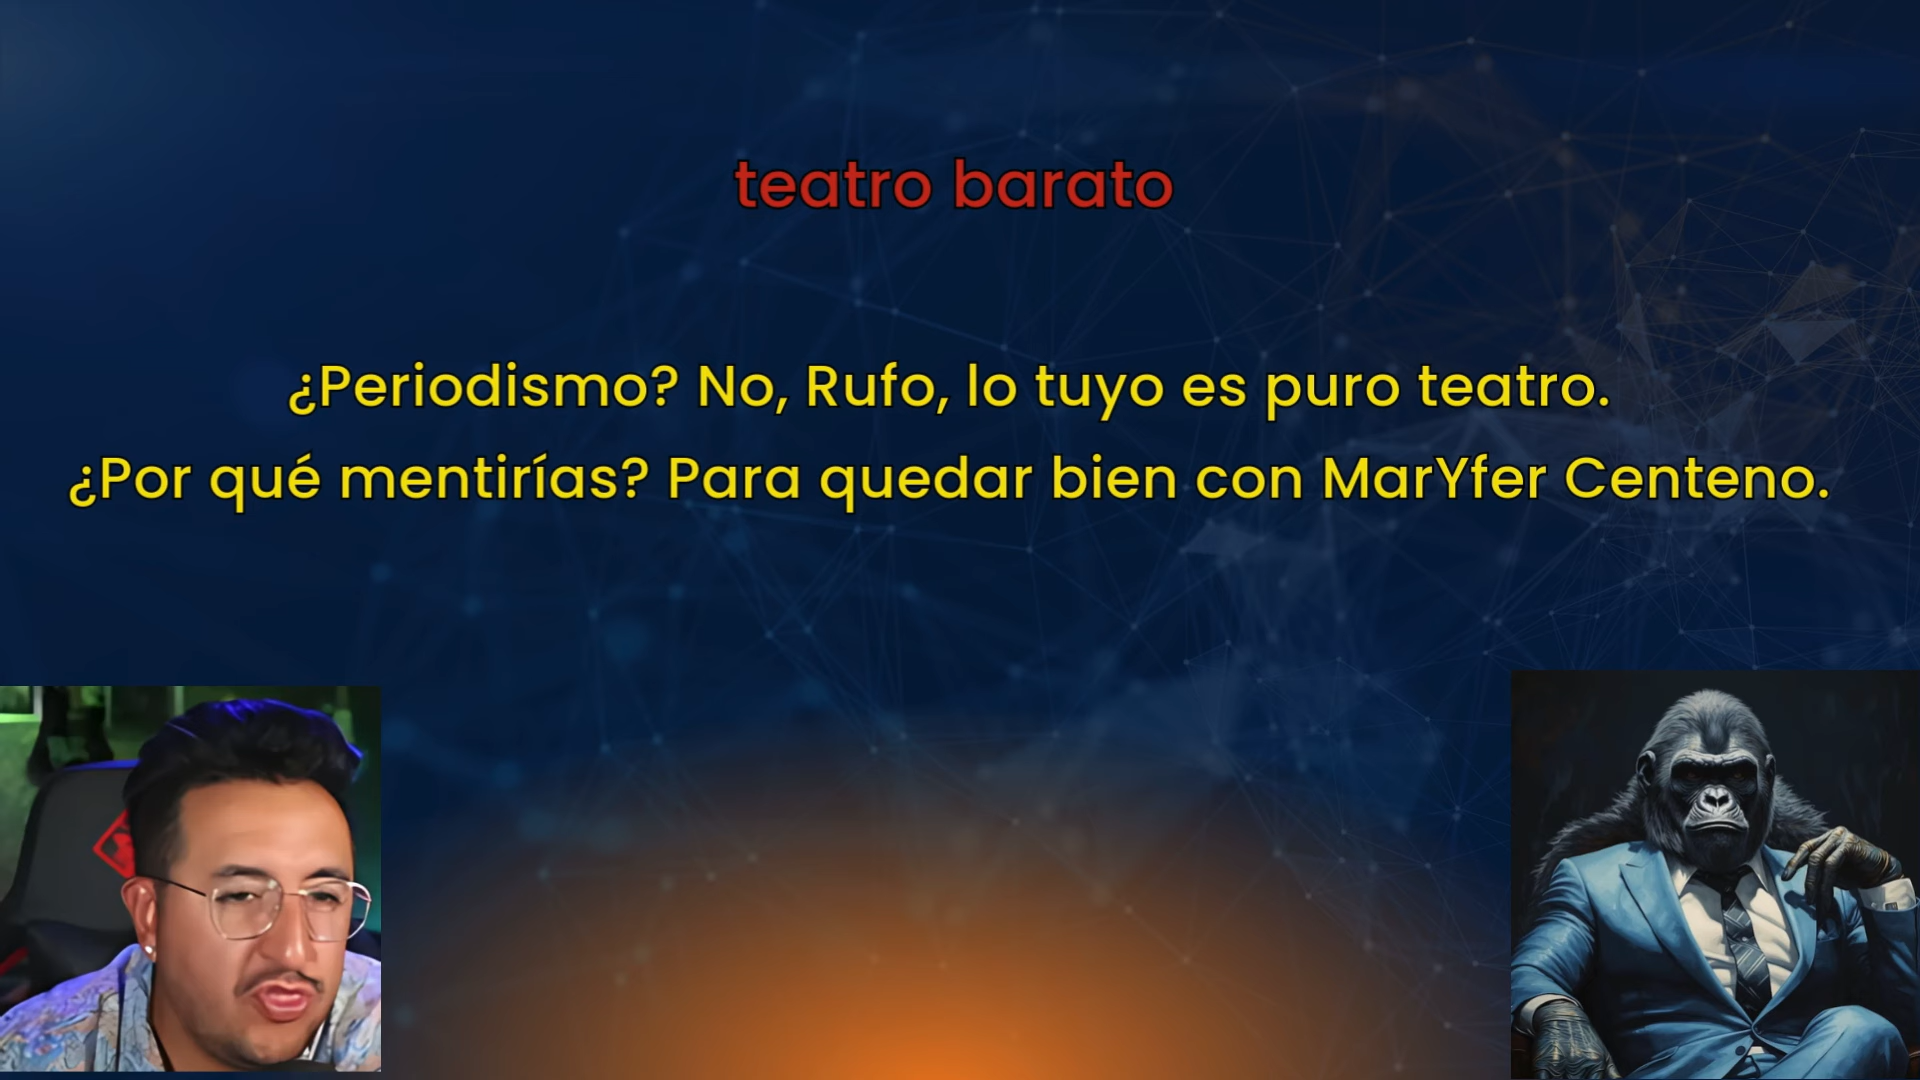 teatro barato
¿Periodismo? No, Rufo, lo tuyo es puro teatro.
¿Por qué mentirías? Para quedar bien con MarYfer Centeno.